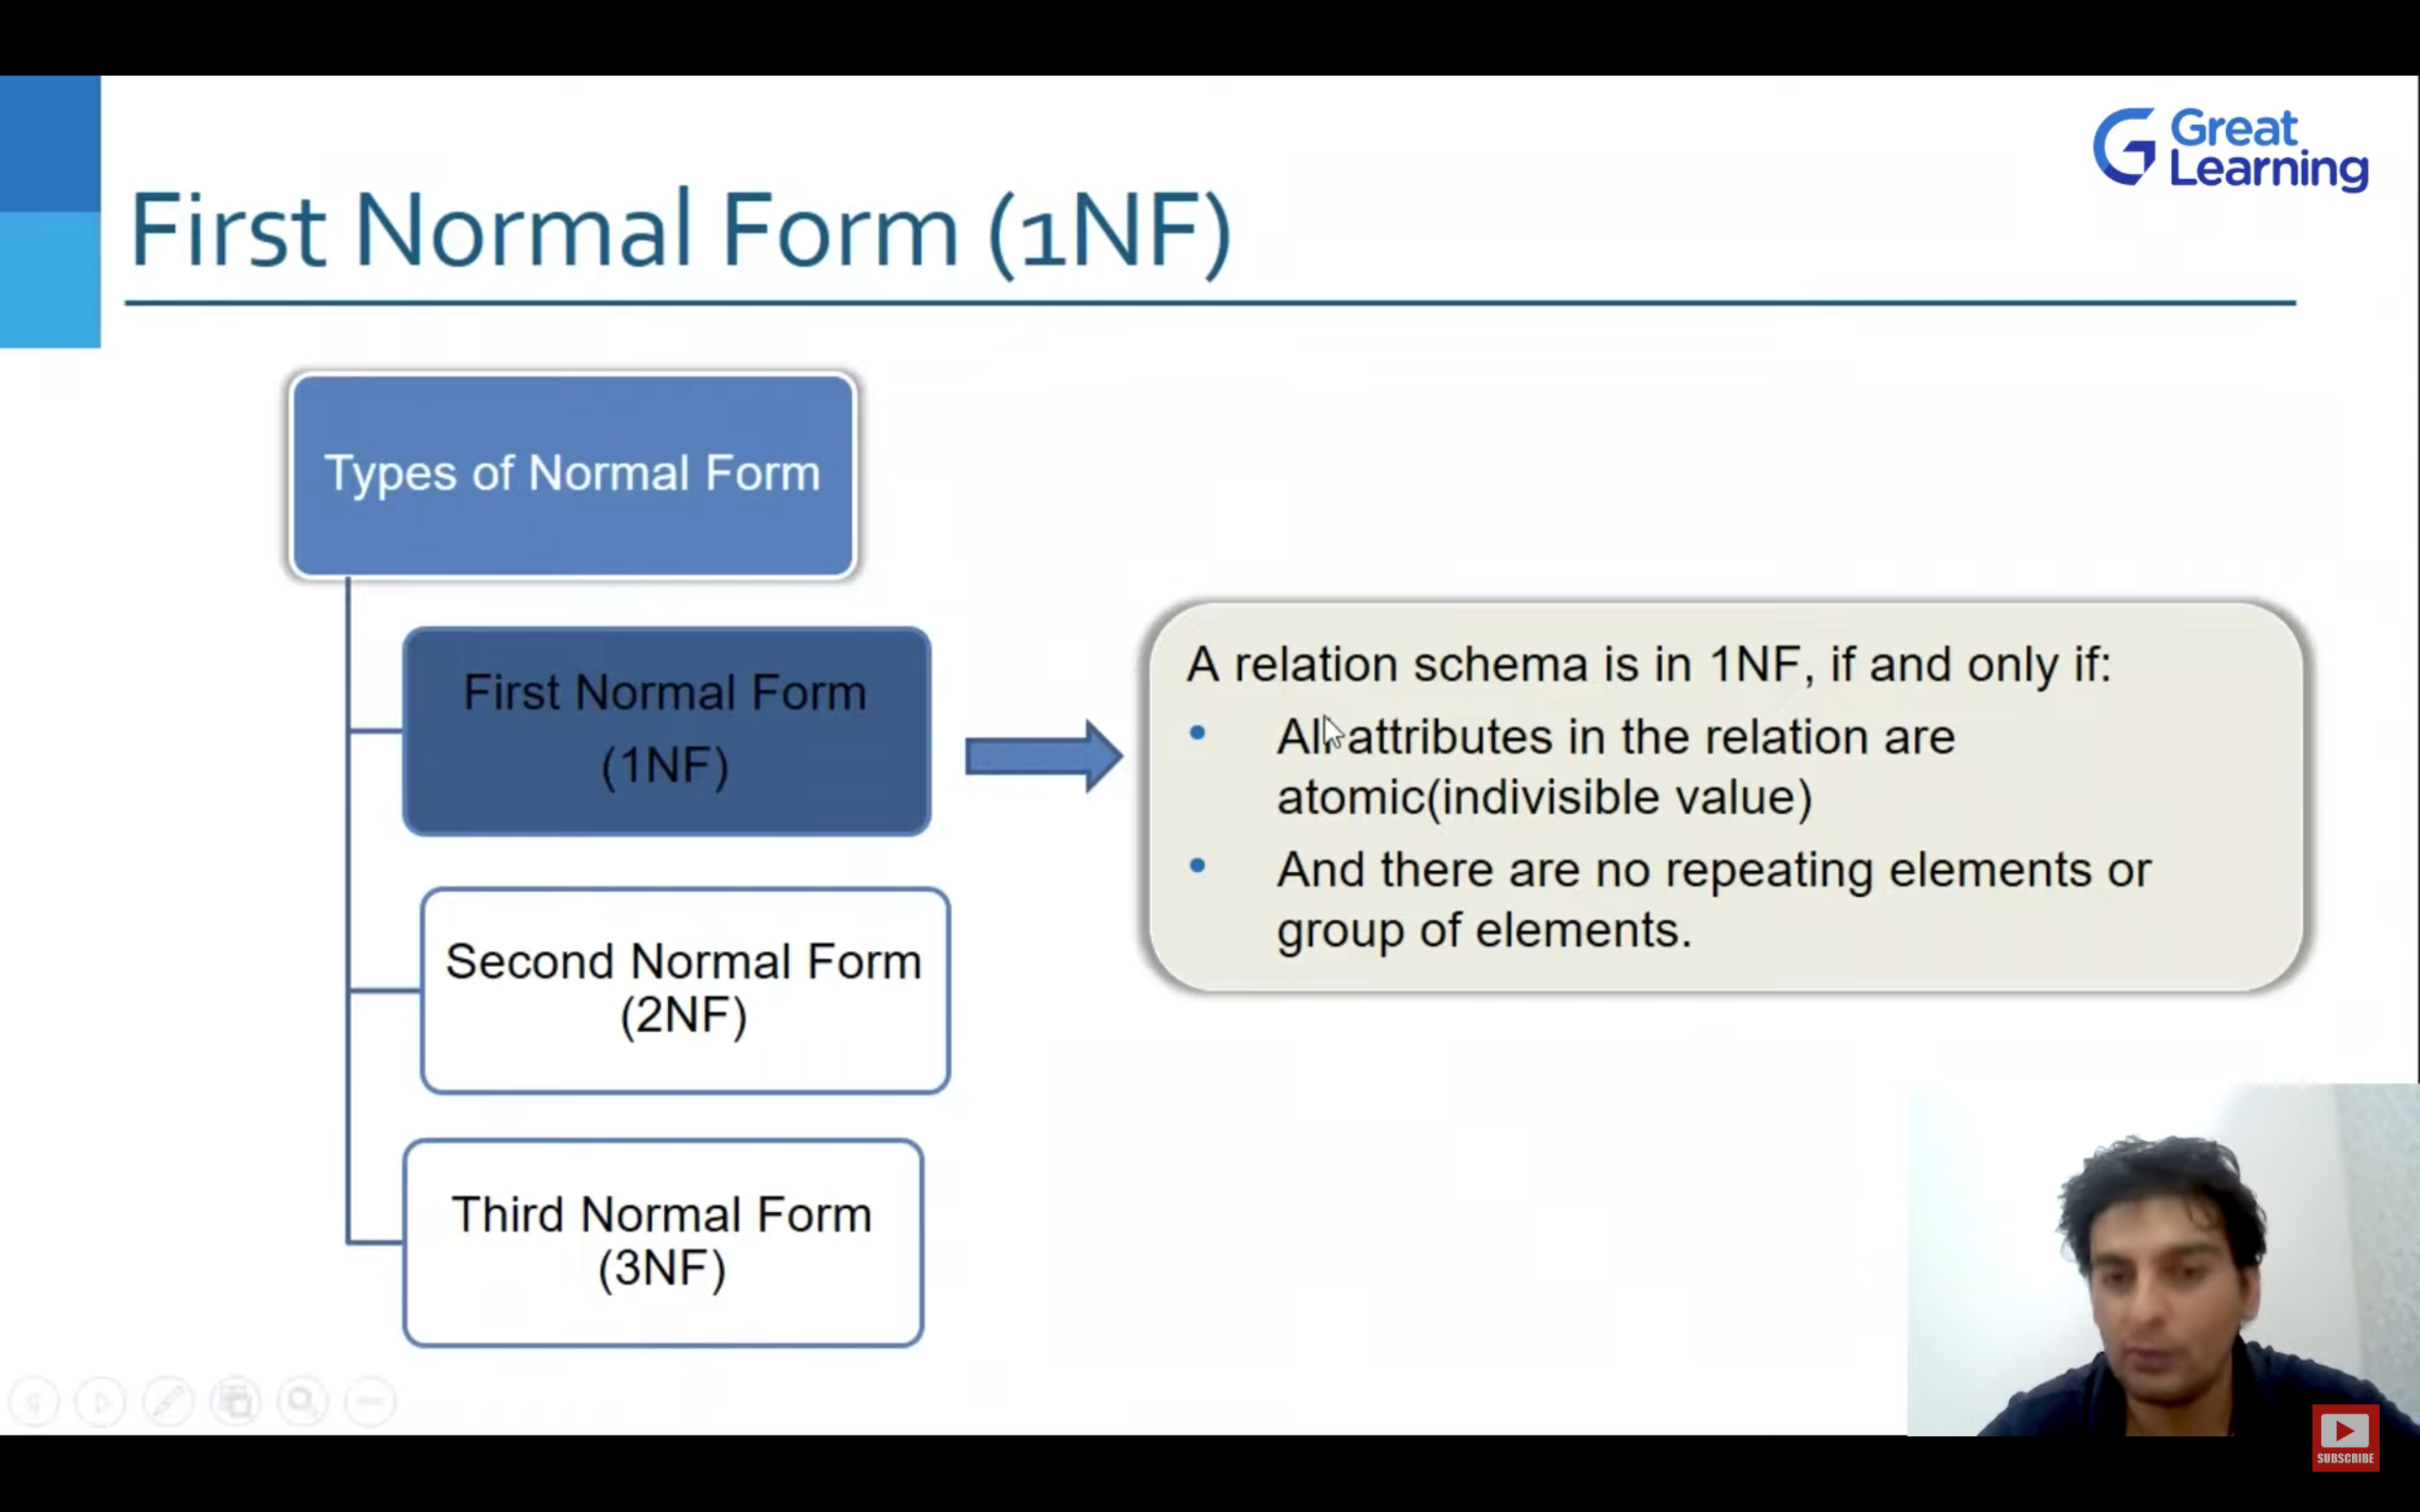 Great
Learning
First Normal Form (1NF)
Types of Normal Form
First Normal Form
(1NF)
A relation schema is in 1NF, if and only if:
• All attributes in the relation are
atomic(indivisible value)
• And there are no repeating elements or
group of elements.
Second Normal Form
(2NF)
Third Normal Form
(3NF)
SUBSCRIBE